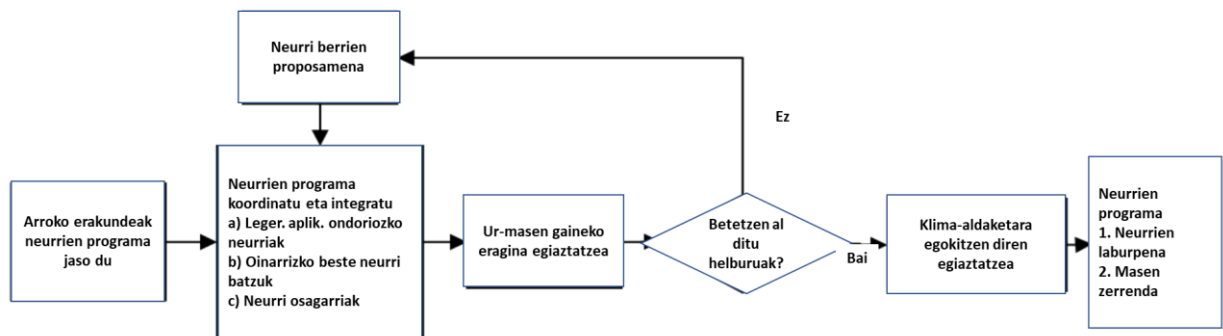 Neurri berrien
proposamena
Ez
Arroko erakundeak
neurrien programa
jaso du
Neurrien programa
koordinatu eta integratu
a) Leger. aplik. ondoriozko
neurriak
b) Oinarrizko beste neurri
batzuk
c) Neurri osagarriak
Ur-masen gaineko
eragina egiaztatzea
Betetzen al
ditu
helburuak?
Bai
Klima-aldaketara
egokitzen diren
egiaztatzea
Neurrien
programa
1. Neurrien
laburpena
2. Masen
zerrenda